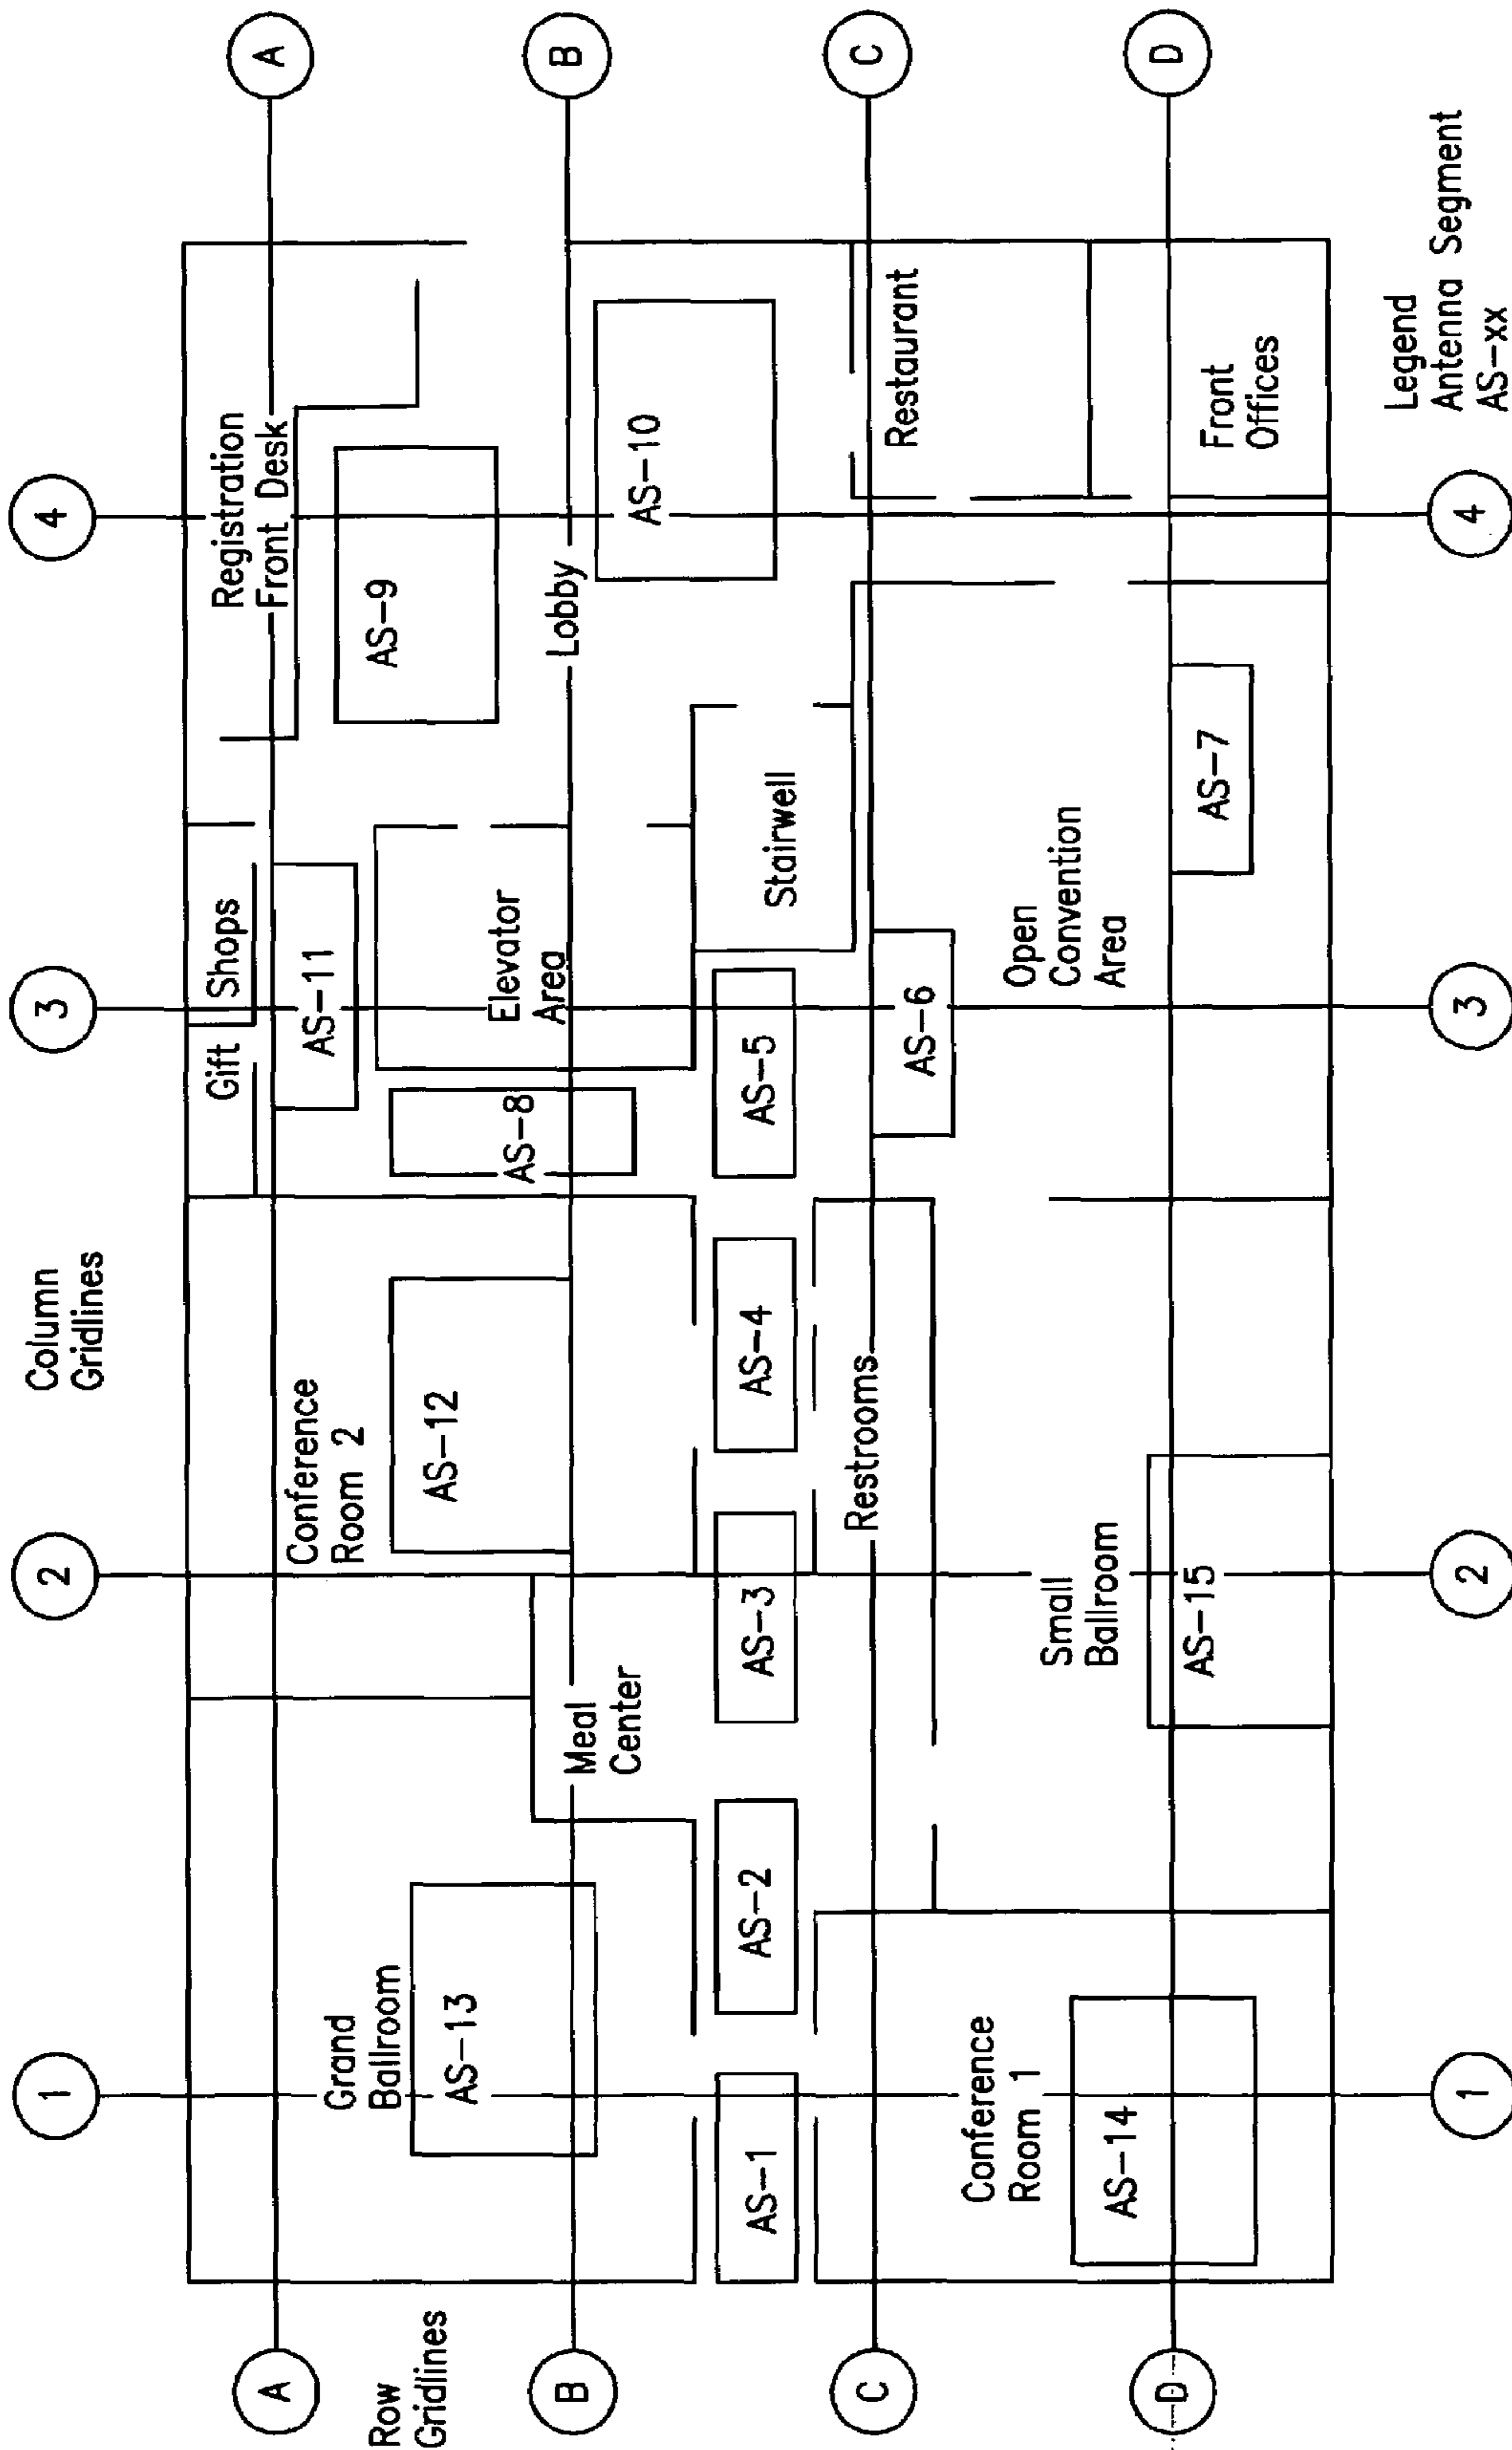 Column
Gridlines
1
2
3
4
Row
Gridlines
A
A
Registration
Front Desk
Gift Shops
Conference
Room 2
Grand
Ballroom
AS-13
AS-12
AS-11
AS-9
AS-8
Elevator
Area
B
Meal
Center
Lobby
B
AS-10
AS-1
AS-2
AS-3
AS-4
AS-5
Stairwell
C
Restrooms
AS-6
C
Restaurant
Conference
Room 1
Small
Ballroom
Open
Convention
Area
AS-14
AS-15
AS-7
D
D
Front
Offices
1
2
3
4
Legend
Antenna Segment
AS-xx